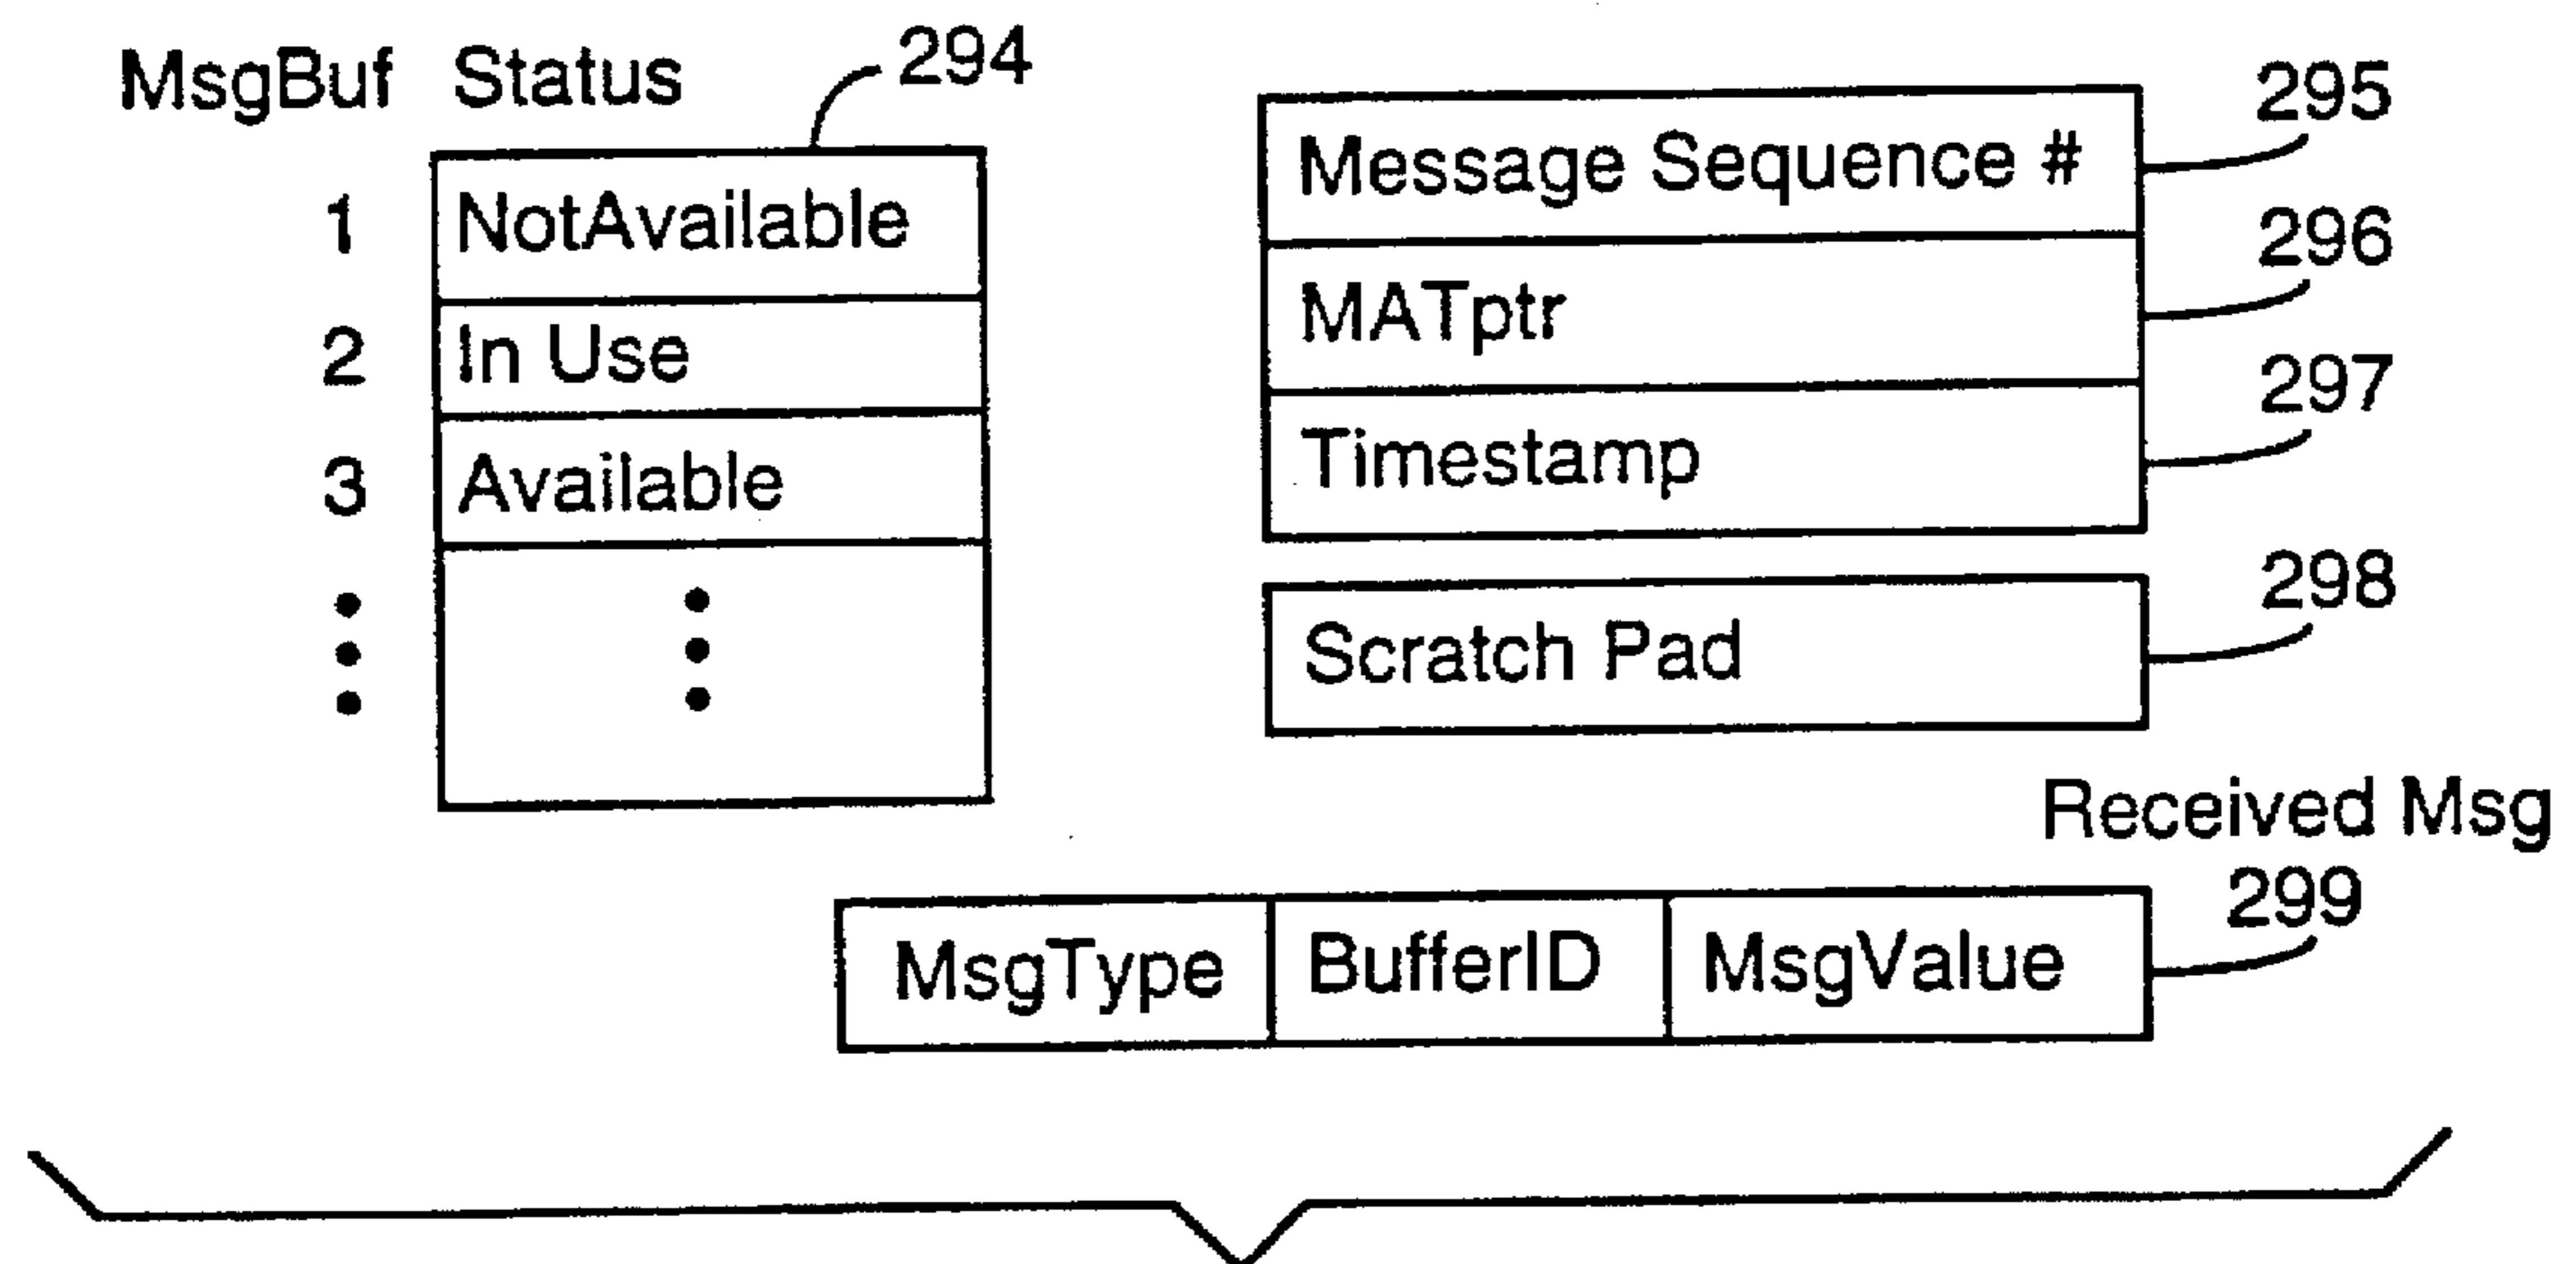 MsgBuf Status 294
1 NotAvailable
2 In Use
3 Available
Message Sequence # 295
MATptr 296
Timestamp 297
Scratch Pad 298
Received Msg
299
MsgType BufferID MsgValue